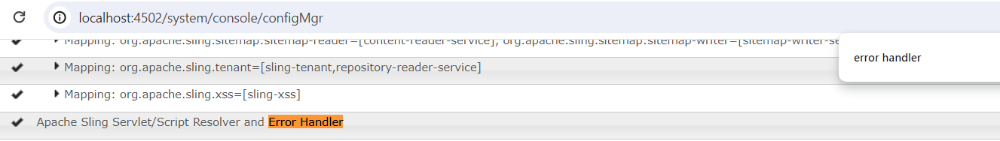 localhost:4502/system/console/configMgr
Mapping: org.apache.sling.sitemap.sitemap-reader=[content-reader-service], org.apache.sling.sitemap.sitemap-writer=[sitemap-writer-se
error handler
Mapping: org.apache.sling.tenant=[sling-tenant,repository-reader-service]
Mapping: org.apache.sling.xss=[sling-xss]
Apache Sling Servlet/Script Resolver and Error Handler